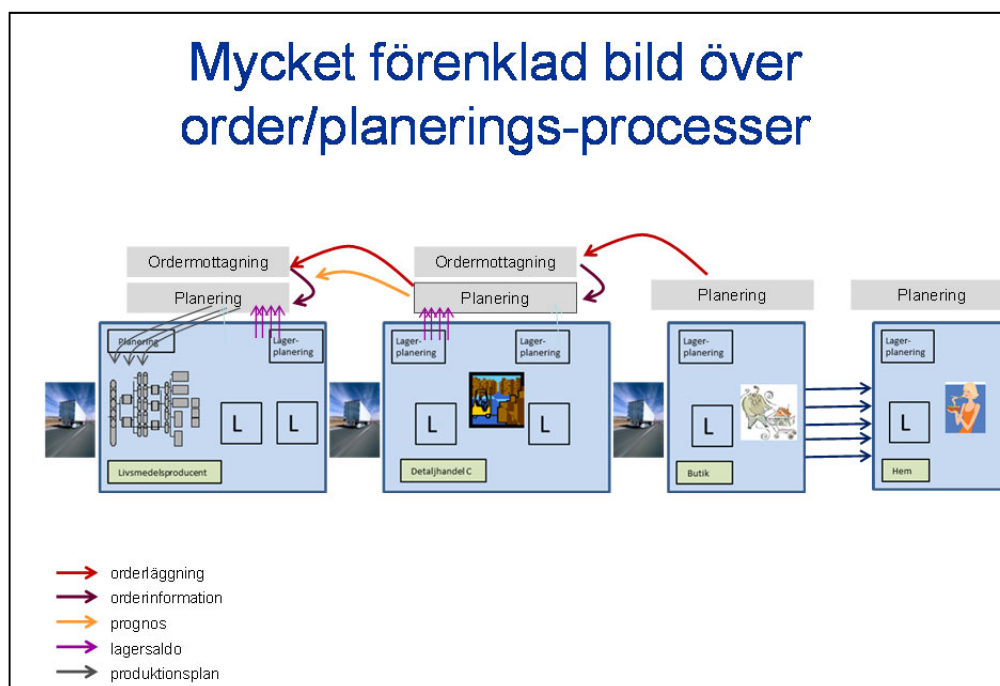 Mycket förenklad bild över
order/planerings-processer
Ordermottagning
Ordermottagning
Planering
Planering
Planering
Planering
Planering
Lager-
planering
Lager-
planering
Lager-
planering
Lager-
planering
Lager-
planering
L
L
L
L
L
L
Livsmedelsproducent
Detaljhandel C
Butik
Hem
orderläggning
orderinformation
prognos
lagersaldo
produktionsplan